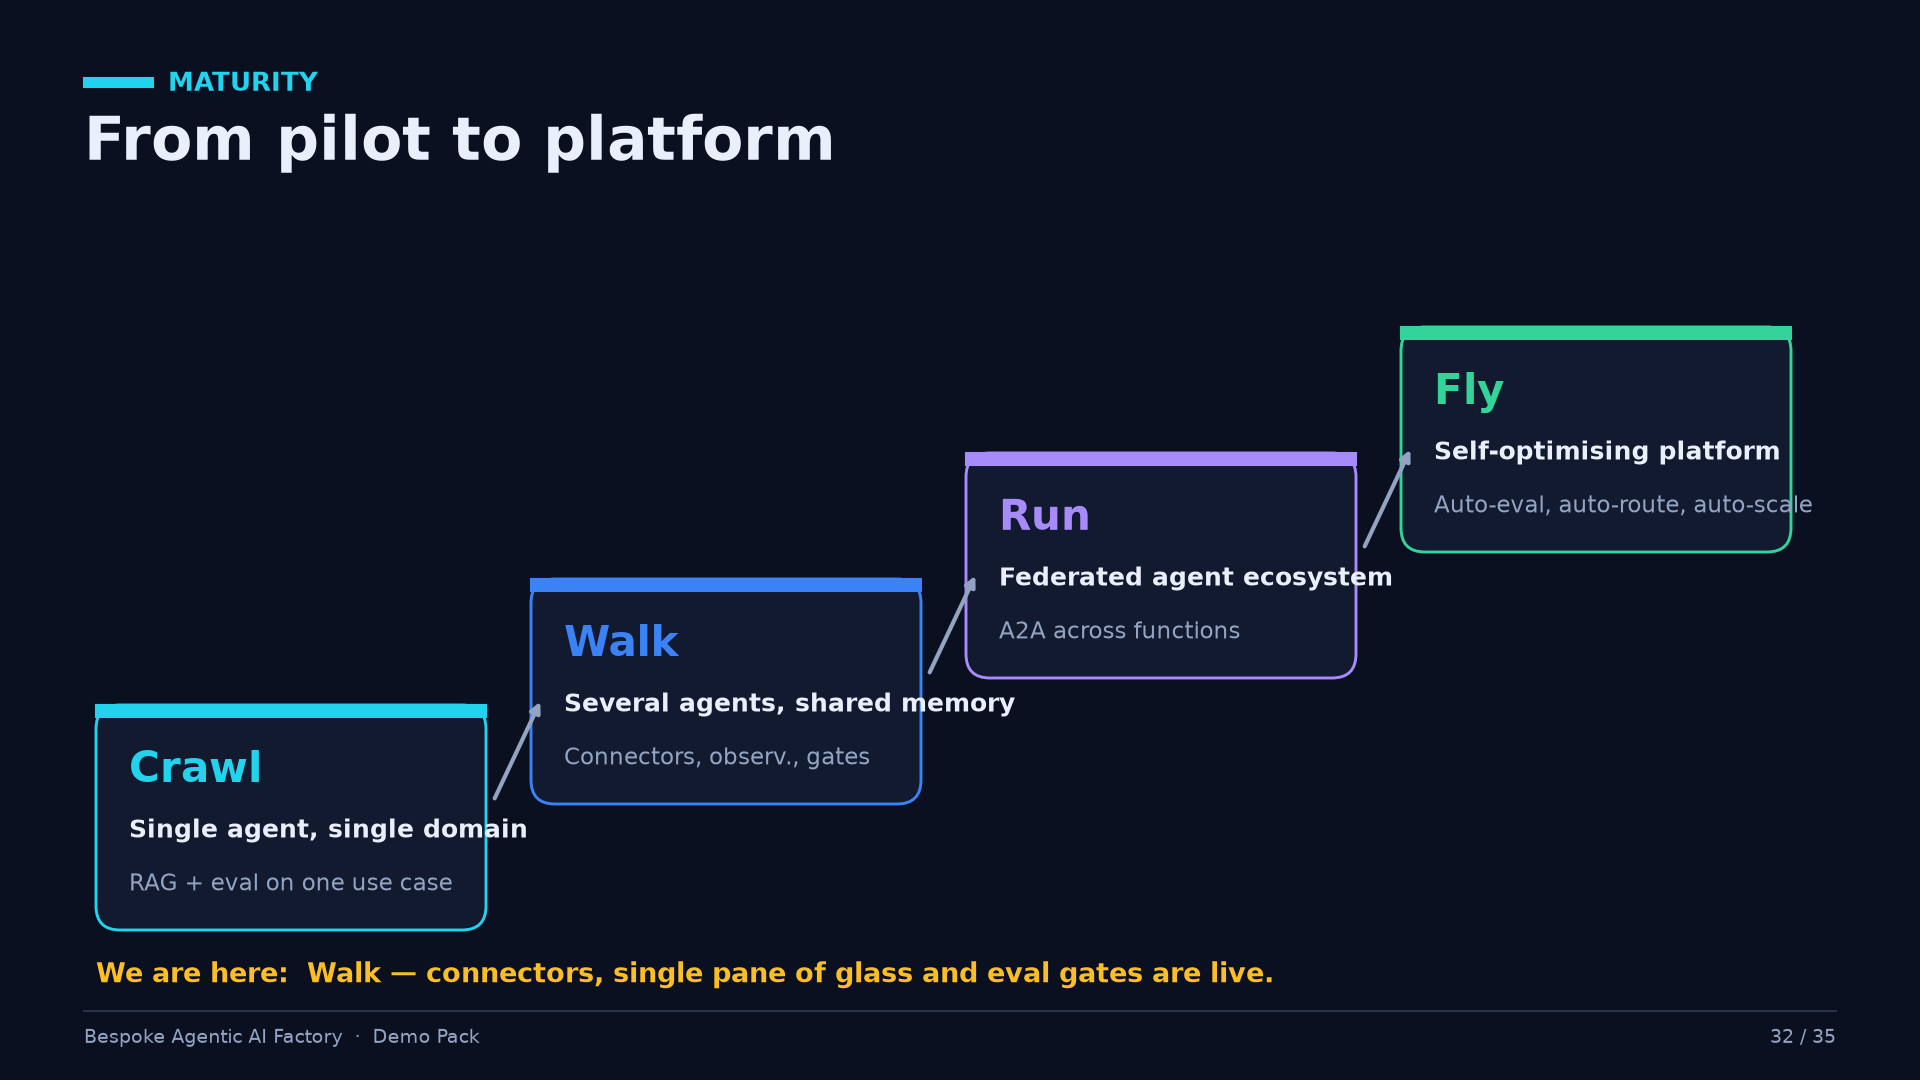 MATURITY
From pilot to platform
Crawl
Single agent, single domain
RAG + eval on one use case
Walk
Several agents, shared memory
Connectors, observ., gates
Run
Federated agent ecosystem
A2A across functions
Fly
Self-optimising platform
Auto-eval, auto-route, auto-scale
We are here:  Walk — connectors, single pane of glass and eval gates are live.
Bespoke Agentic AI Factory  ·  Demo Pack
32 / 35